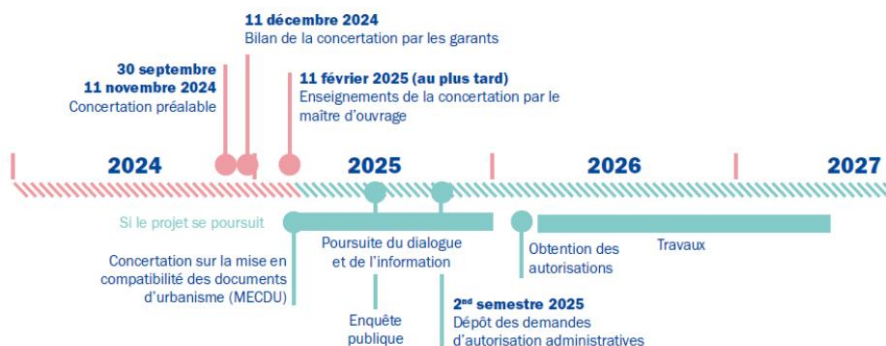 11 décembre 2024
Bilan de la concertation par les garants
30 septembre
11 novembre 2024
Concertation préalable
11 février 2025 (au plus tard)
Enseignements de la concertation par le
maître d'ouvrage
2024
2025
2026
2027
Si le projet se poursuit
Concertation sur la mise en
compatibilité des documents
d'urbanisme (MECDU)
Poursuite du dialogue
et de l'information
Obtention des
autorisations
Travaux
Enquête
publique
2nd semestre 2025
Dépôt des demandes
d'autorisation administratives